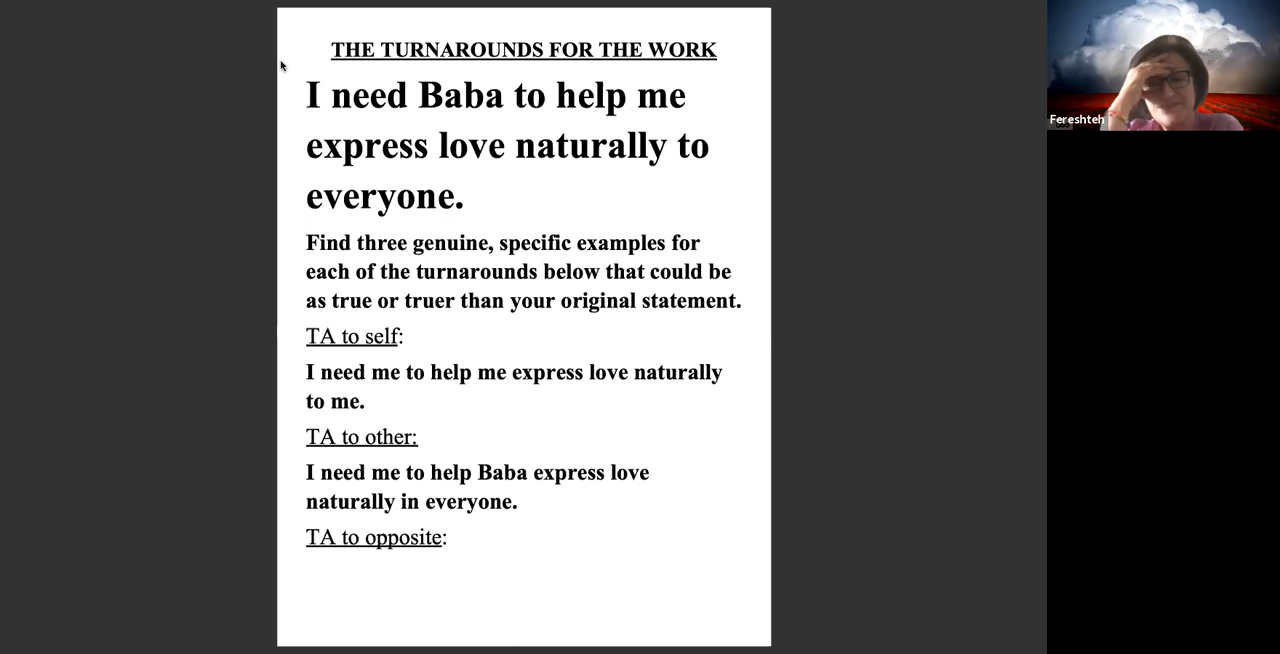 THE TURNAROUNDS FOR THE WORK
I need Baba to help me
express love naturally to
everyone.
Find three genuine, specific examples for
each of the turnarounds below that could be
as true or truer than your original statement.
TA to self:
I need me to help me express love naturally
to me.
TA to other:
I need me to help Baba express love
naturally in everyone.
TA to opposite:
Fereshteh